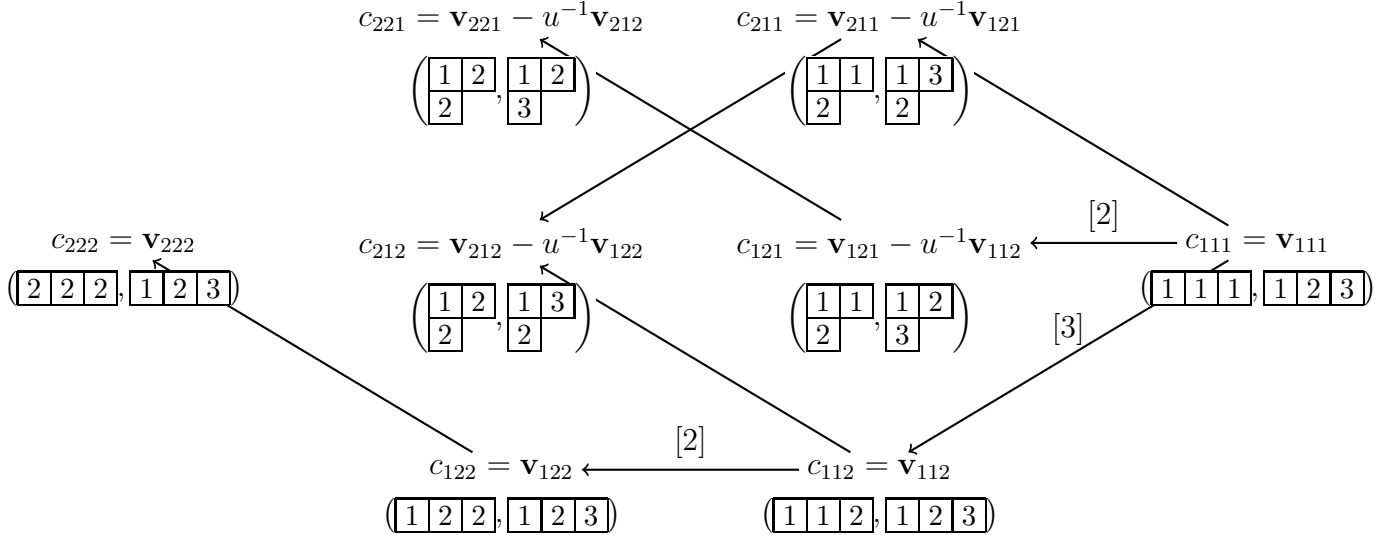 c_{221} = v_{221} − u^{-1}v_{212}
c_{211} = v_{211} − u^{-1}v_{121}
( 1 2 , 1 2 )
2 3
( 1 1 , 1 3 )
2 2
[2]
c_{222} = v_{222}
c_{212} = v_{212} − u^{-1}v_{122}
c_{121} = v_{121} − u^{-1}v_{112}
c_{111} = v_{111}
( 2 2 2 , 1 2 3 )
( 1 2 , 1 3 )
2 2
( 1 1 , 1 2 )
2 3
( 1 1 1 , 1 2 3 )
[3]
[2]
c_{122} = v_{122}
c_{112} = v_{112}
( 1 2 2 , 1 2 3 )
( 1 1 2 , 1 2 3 )